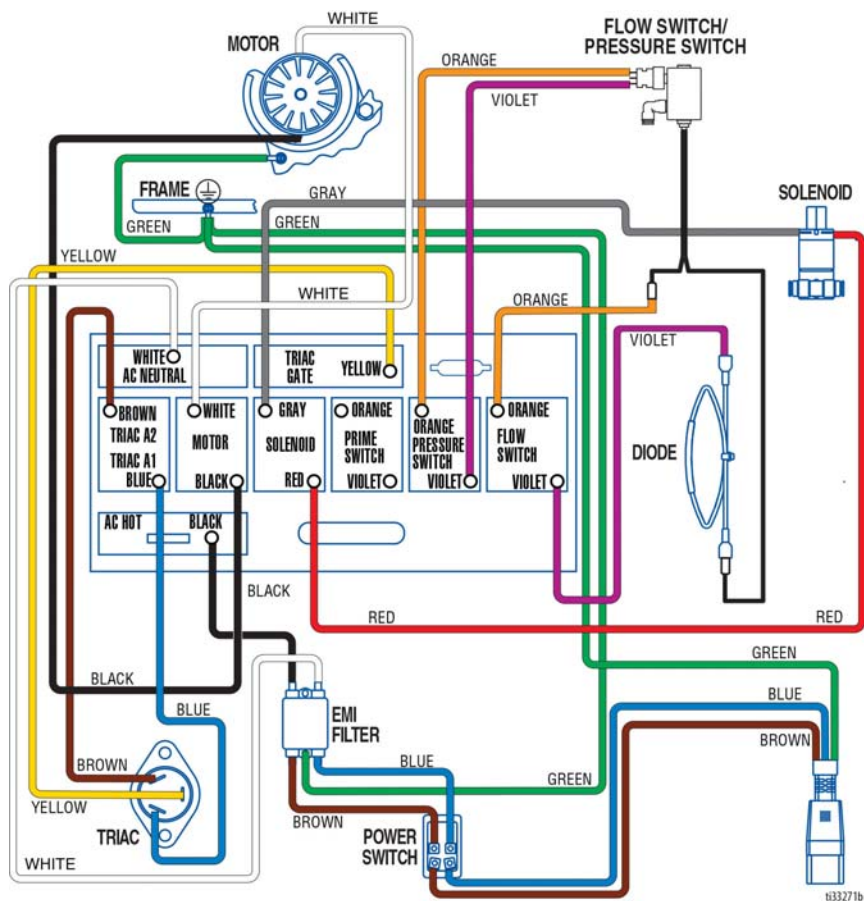 WHITE
MOTOR
FLOW SWITCH/
PRESSURE SWITCH
ORANGE
VIOLET
FRAME
GRAY
SOLENOID
GREEN
GREEN
YELLOW
WHITE
ORANGE
VIOLET
WHITE
AC NEUTRAL
TRIAC
GATE
YELLOW
BROWN
TRIAC A2
TRIAC A1
BLUE
WHITE
MOTOR
BLACK
GRAY
SOLENOID
RED
ORANGE
PRIME
SWITCH
VIOLET
ORANGE
PRESSURE
SWITCH
VIOLET
ORANGE
FLOW
SWITCH
VIOLET
DIODE
AC HOT
BLACK
BLACK
RED
RED
BLACK
GREEN
BLUE
EMI
FILTER
BLUE
BROWN
BLUE
BROWN
GREEN
YELLOW
BROWN
POWER
SWITCH
TRIAC
WHITE
ti33271b